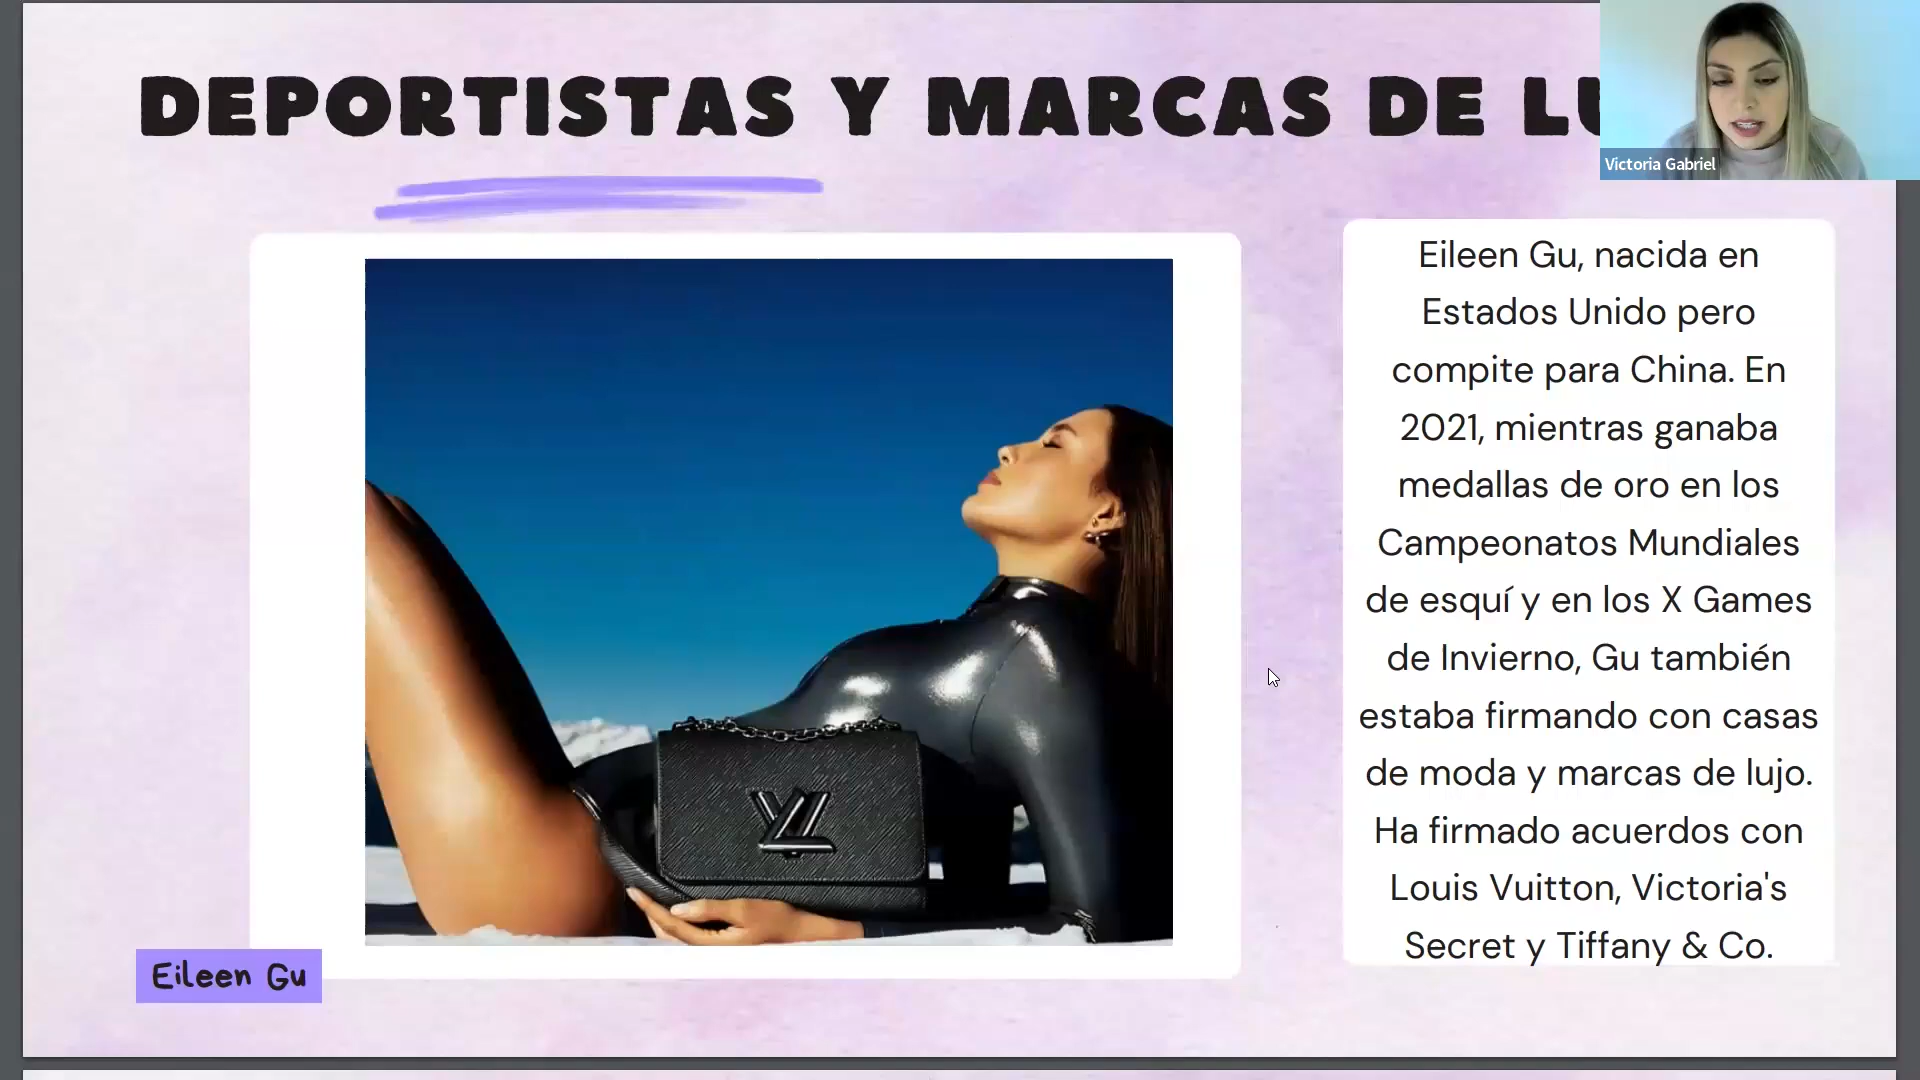 DEPORTISTAS Y MARCAS DE LU
Victoria Gabriel
Eileen Gu, nacida en
Estados Unido pero
compite para China. En
2021, mientras ganaba
medallas de oro en los
Campeonatos Mundiales
de esquí y en los X Games
de Invierno, Gu también
estaba firmando con casas
de moda y marcas de lujo.
Ha firmado acuerdos con
Louis Vuitton, Victoria's
Secret y Tiffany & Co.
LV
Eileen Gu